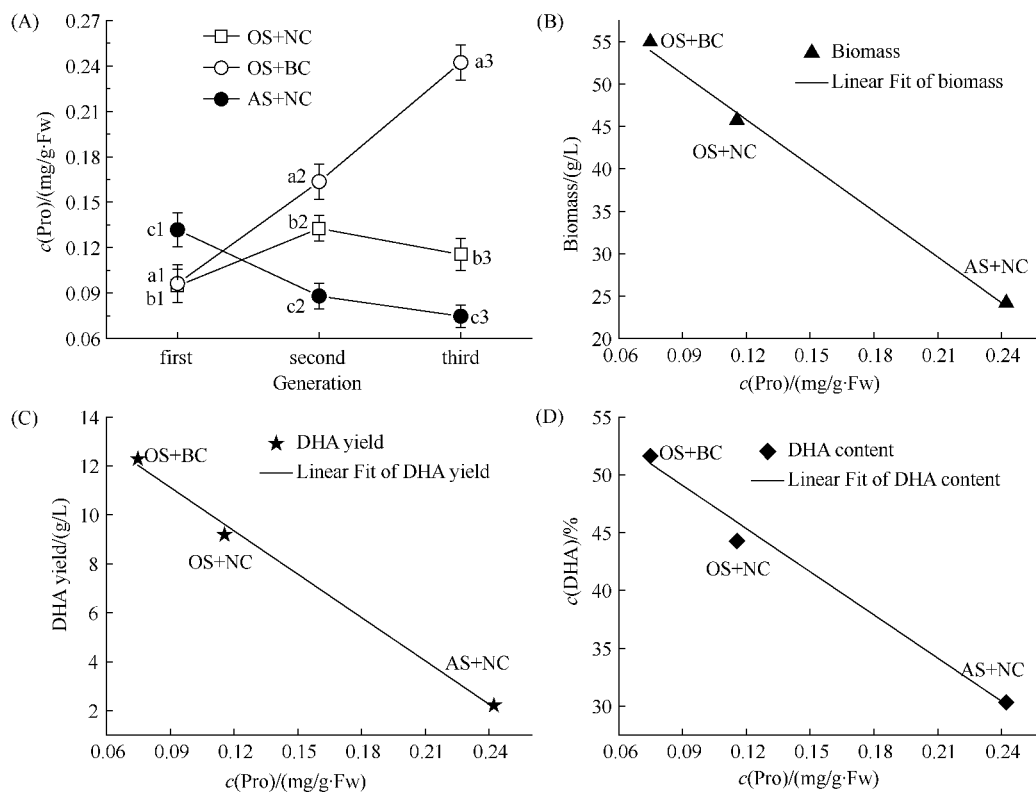 (A)
0.27
0.24
0.21
0.18
0.15
0.12
0.09
0.06
c(Pro)/(mg/g·Fw)
OS+NC
OS+BC
AS+NC
a3
a2
b2
b3
c1
a1
b1
c2
c3
first second third
Generation
(B)
55
50
45
40
35
30
25
20
Biomass/(g/L)
OS+BC
Biomass
Linear Fit of biomass
OS+NC
AS+NC
0.06 0.09 0.12 0.15 0.18 0.21 0.24
c(Pro)/(mg/g·Fw)
(C)
14
12
10
8
6
4
2
DHA yield/(g/L)
OS+BC
DHA yield
Linear Fit of DHA yield
OS+NC
AS+NC
0.06 0.09 0.12 0.15 0.18 0.21 0.24
c(Pro)/(mg/g·Fw)
(D)
55
50
45
40
35
30
c(DHA)/%
OS+BC
DHA content
Linear Fit of DHA content
OS+NC
AS+NC
0.06 0.09 0.12 0.15 0.18 0.21 0.24
c(Pro)/(mg/g·Fw)